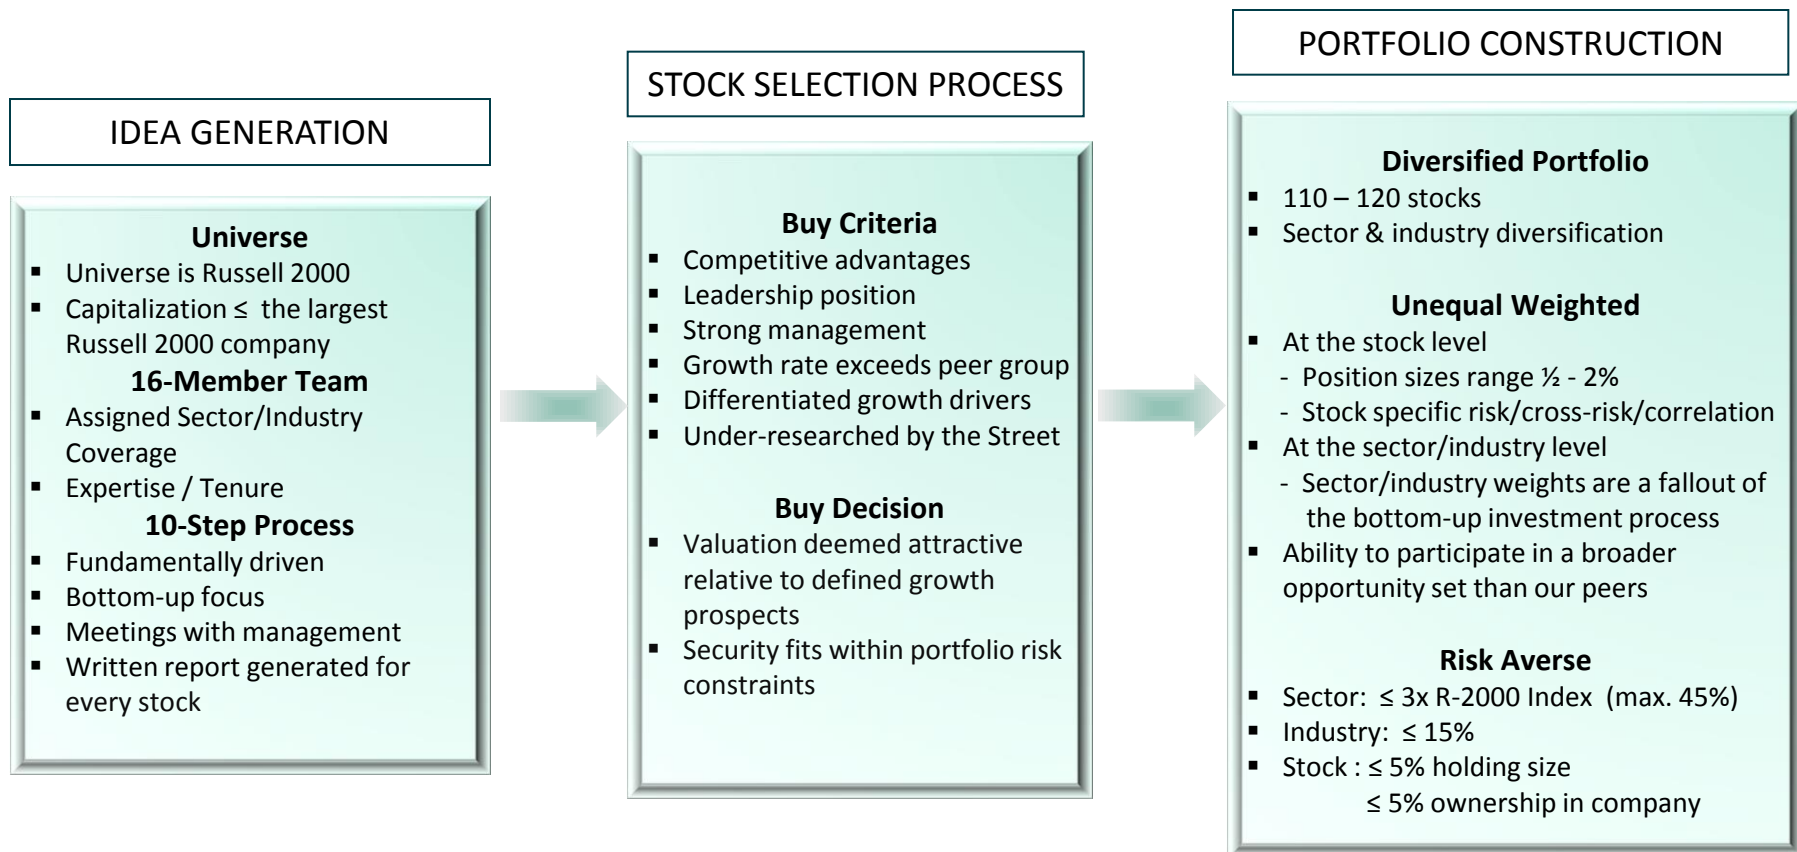 IDEA GENERATION
Universe
▪ Universe is Russell 2000
▪ Capitalization ≤ the largest
Russell 2000 company
16-Member Team
▪ Assigned Sector/Industry
Coverage
▪ Expertise / Tenure
10-Step Process
▪ Fundamentally driven
▪ Bottom-up focus
▪ Meetings with management
▪ Written report generated for
every stock
STOCK SELECTION PROCESS
Buy Criteria
▪ Competitive advantages
▪ Leadership position
▪ Strong management
▪ Growth rate exceeds peer group
▪ Differentiated growth drivers
▪ Under-researched by the Street
Buy Decision
▪ Valuation deemed attractive
relative to defined growth
prospects
▪ Security fits within portfolio risk
constraints
PORTFOLIO CONSTRUCTION
Diversified Portfolio
▪ 110 – 120 stocks
▪ Sector & industry diversification
Unequal Weighted
▪ At the stock level
- Position sizes range ½ - 2%
- Stock specific risk/cross-risk/correlation
▪ At the sector/industry level
- Sector/industry weights are a fallout of
the bottom-up investment process
▪ Ability to participate in a broader
opportunity set than our peers
Risk Averse
▪ Sector: ≤ 3x R-2000 Index (max. 45%)
▪ Industry: ≤ 15%
▪ Stock : ≤ 5% holding size
≤ 5% ownership in company